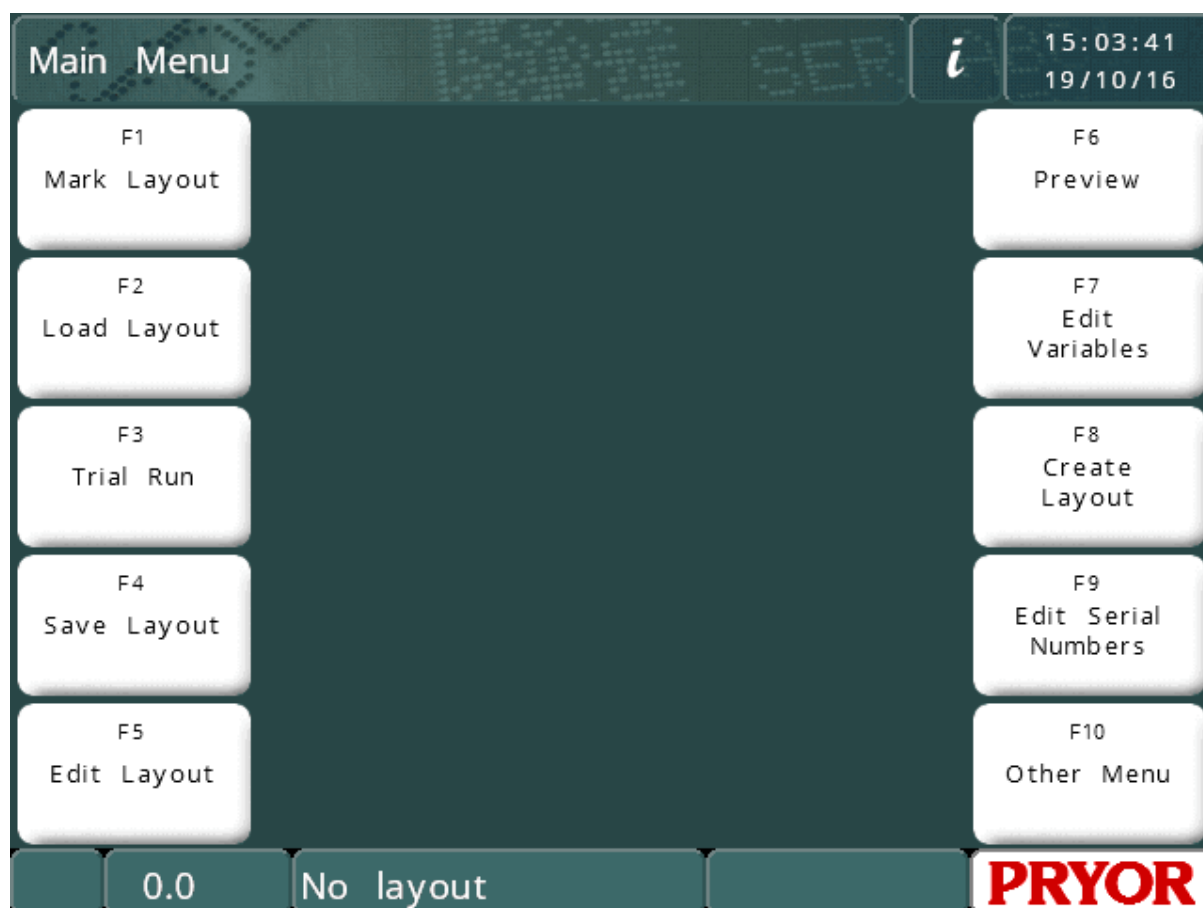 Main Menu
i
15:03:41
19/10/16
F1
Mark Layout
F2
Load Layout
F3
Trial Run
F4
Save Layout
F5
Edit Layout
F6
Preview
F7
Edit
Variables
F8
Create
Layout
F9
Edit Serial
Numbers
F10
Other Menu
0.0
No layout
PRYOR